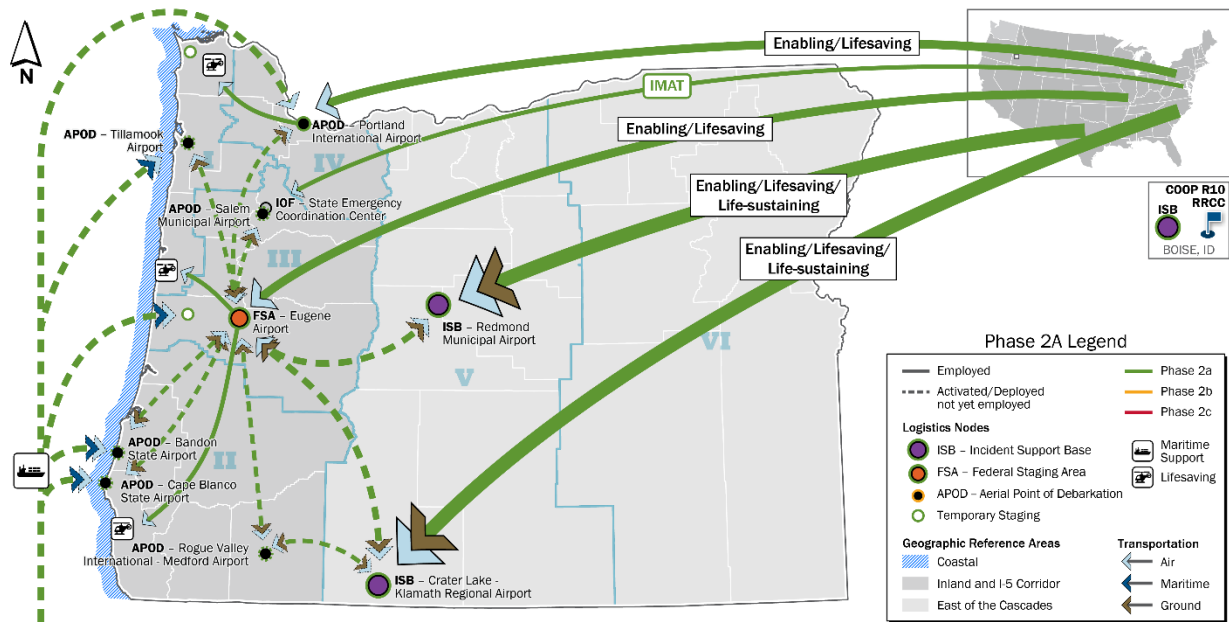 Enabling/Lifesaving
N
IMAT
APOD – Portland
International Airport
APOD – Tillamook
Airport
Enabling/Lifesaving
I
IV
Enabling/Lifesaving/
Life-sustaining
COOP R10
RRCC
ISB
BOISE, ID
IOF – State Emergency
Coordination Center
APOD – Salem
Municipal Airport
Enabling/Lifesaving/
Life-sustaining
III
FSA – Eugene
Airport
ISB – Redmond
Municipal Airport
VI
V
APOD – Bandon
State Airport
II
APOD – Cape Blanco
State Airport
APOD – Rogue Valley
International - Medford Airport
ISB – Crater Lake -
Klamath Regional Airport
Phase 2A Legend
Employed
Activated/Deployed
not yet employed
Phase 2a
Phase 2b
Phase 2c
Logistics Nodes
ISB – Incident Support Base
FSA – Federal Staging Area
APOD – Aerial Point of Debarkation
Temporary Staging
Maritime
Support
Lifesaving
Geographic Reference Areas
Coastal
Inland and I-5 Corridor
East of the Cascades
Transportation
Air
Maritime
Ground